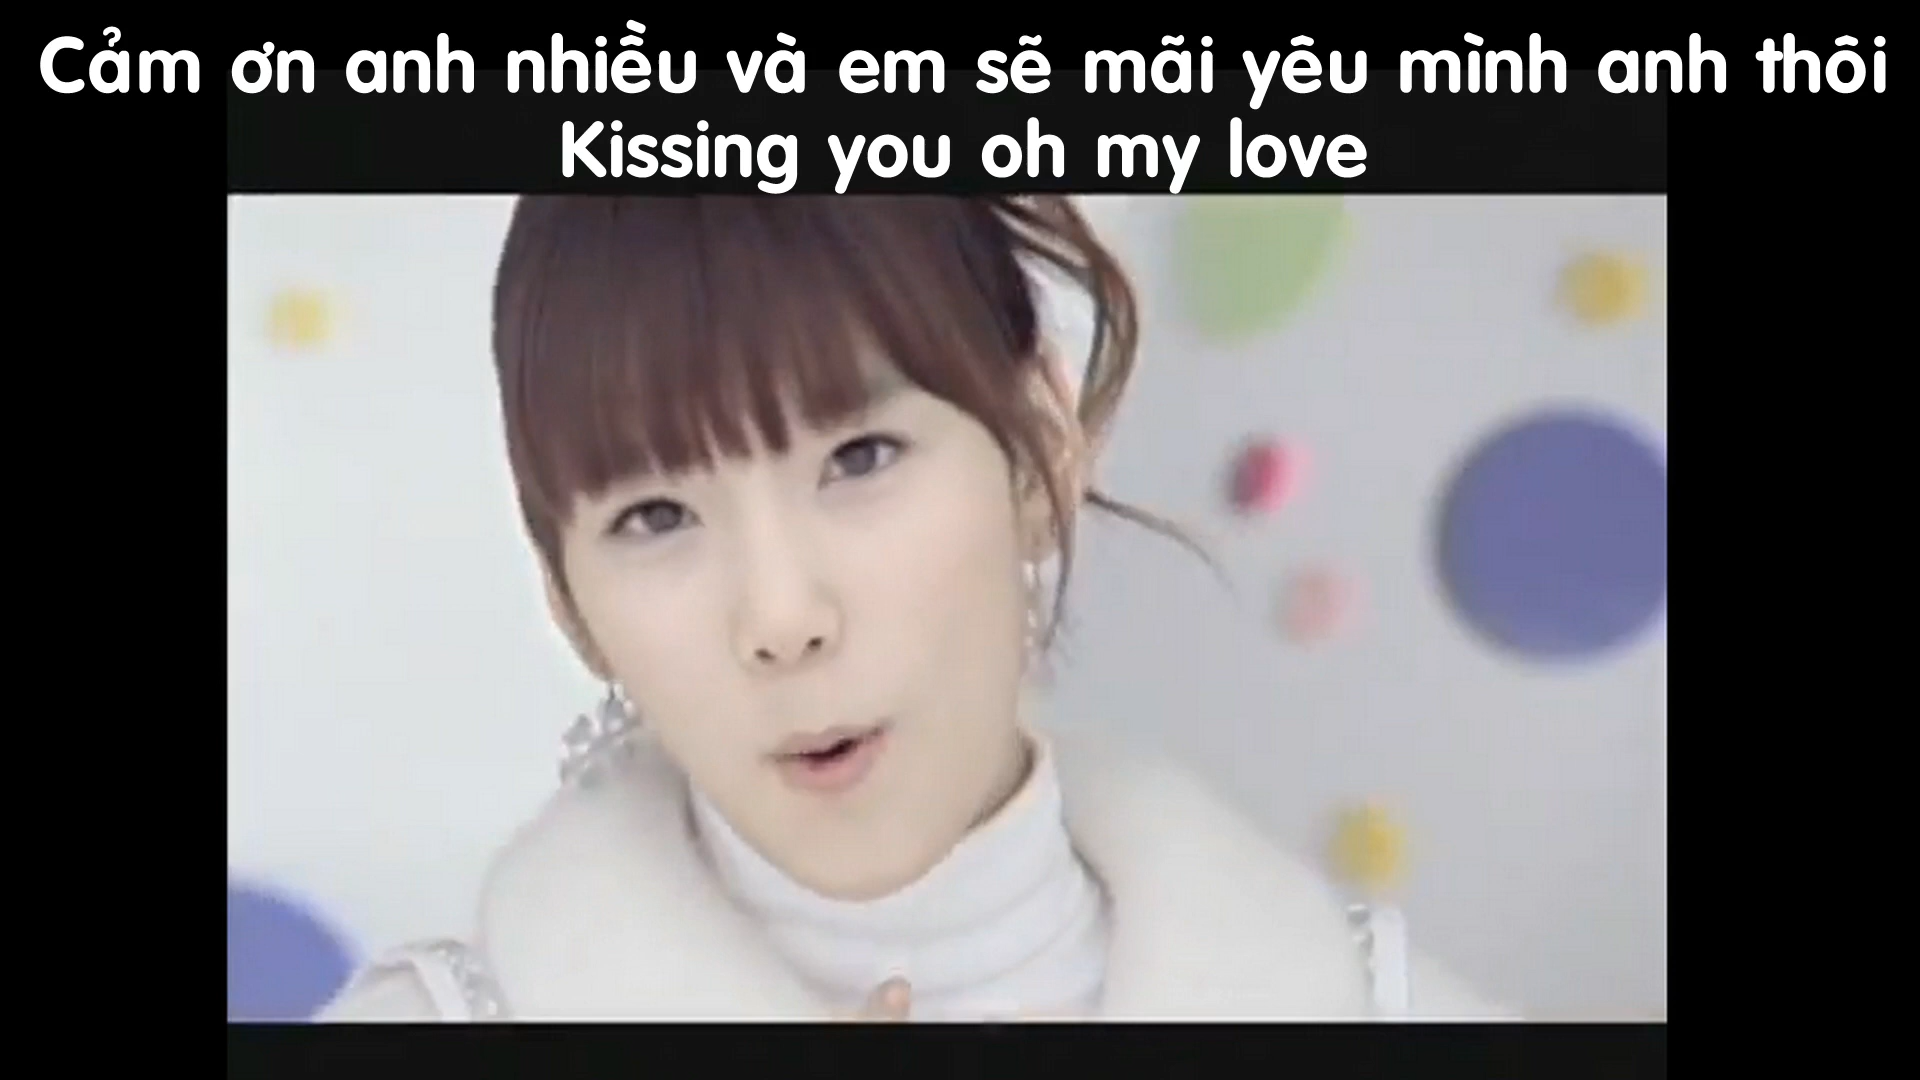 Cảm ơn anh nhiều và em sẽ mãi yêu mình anh thôi
Kissing you oh my love